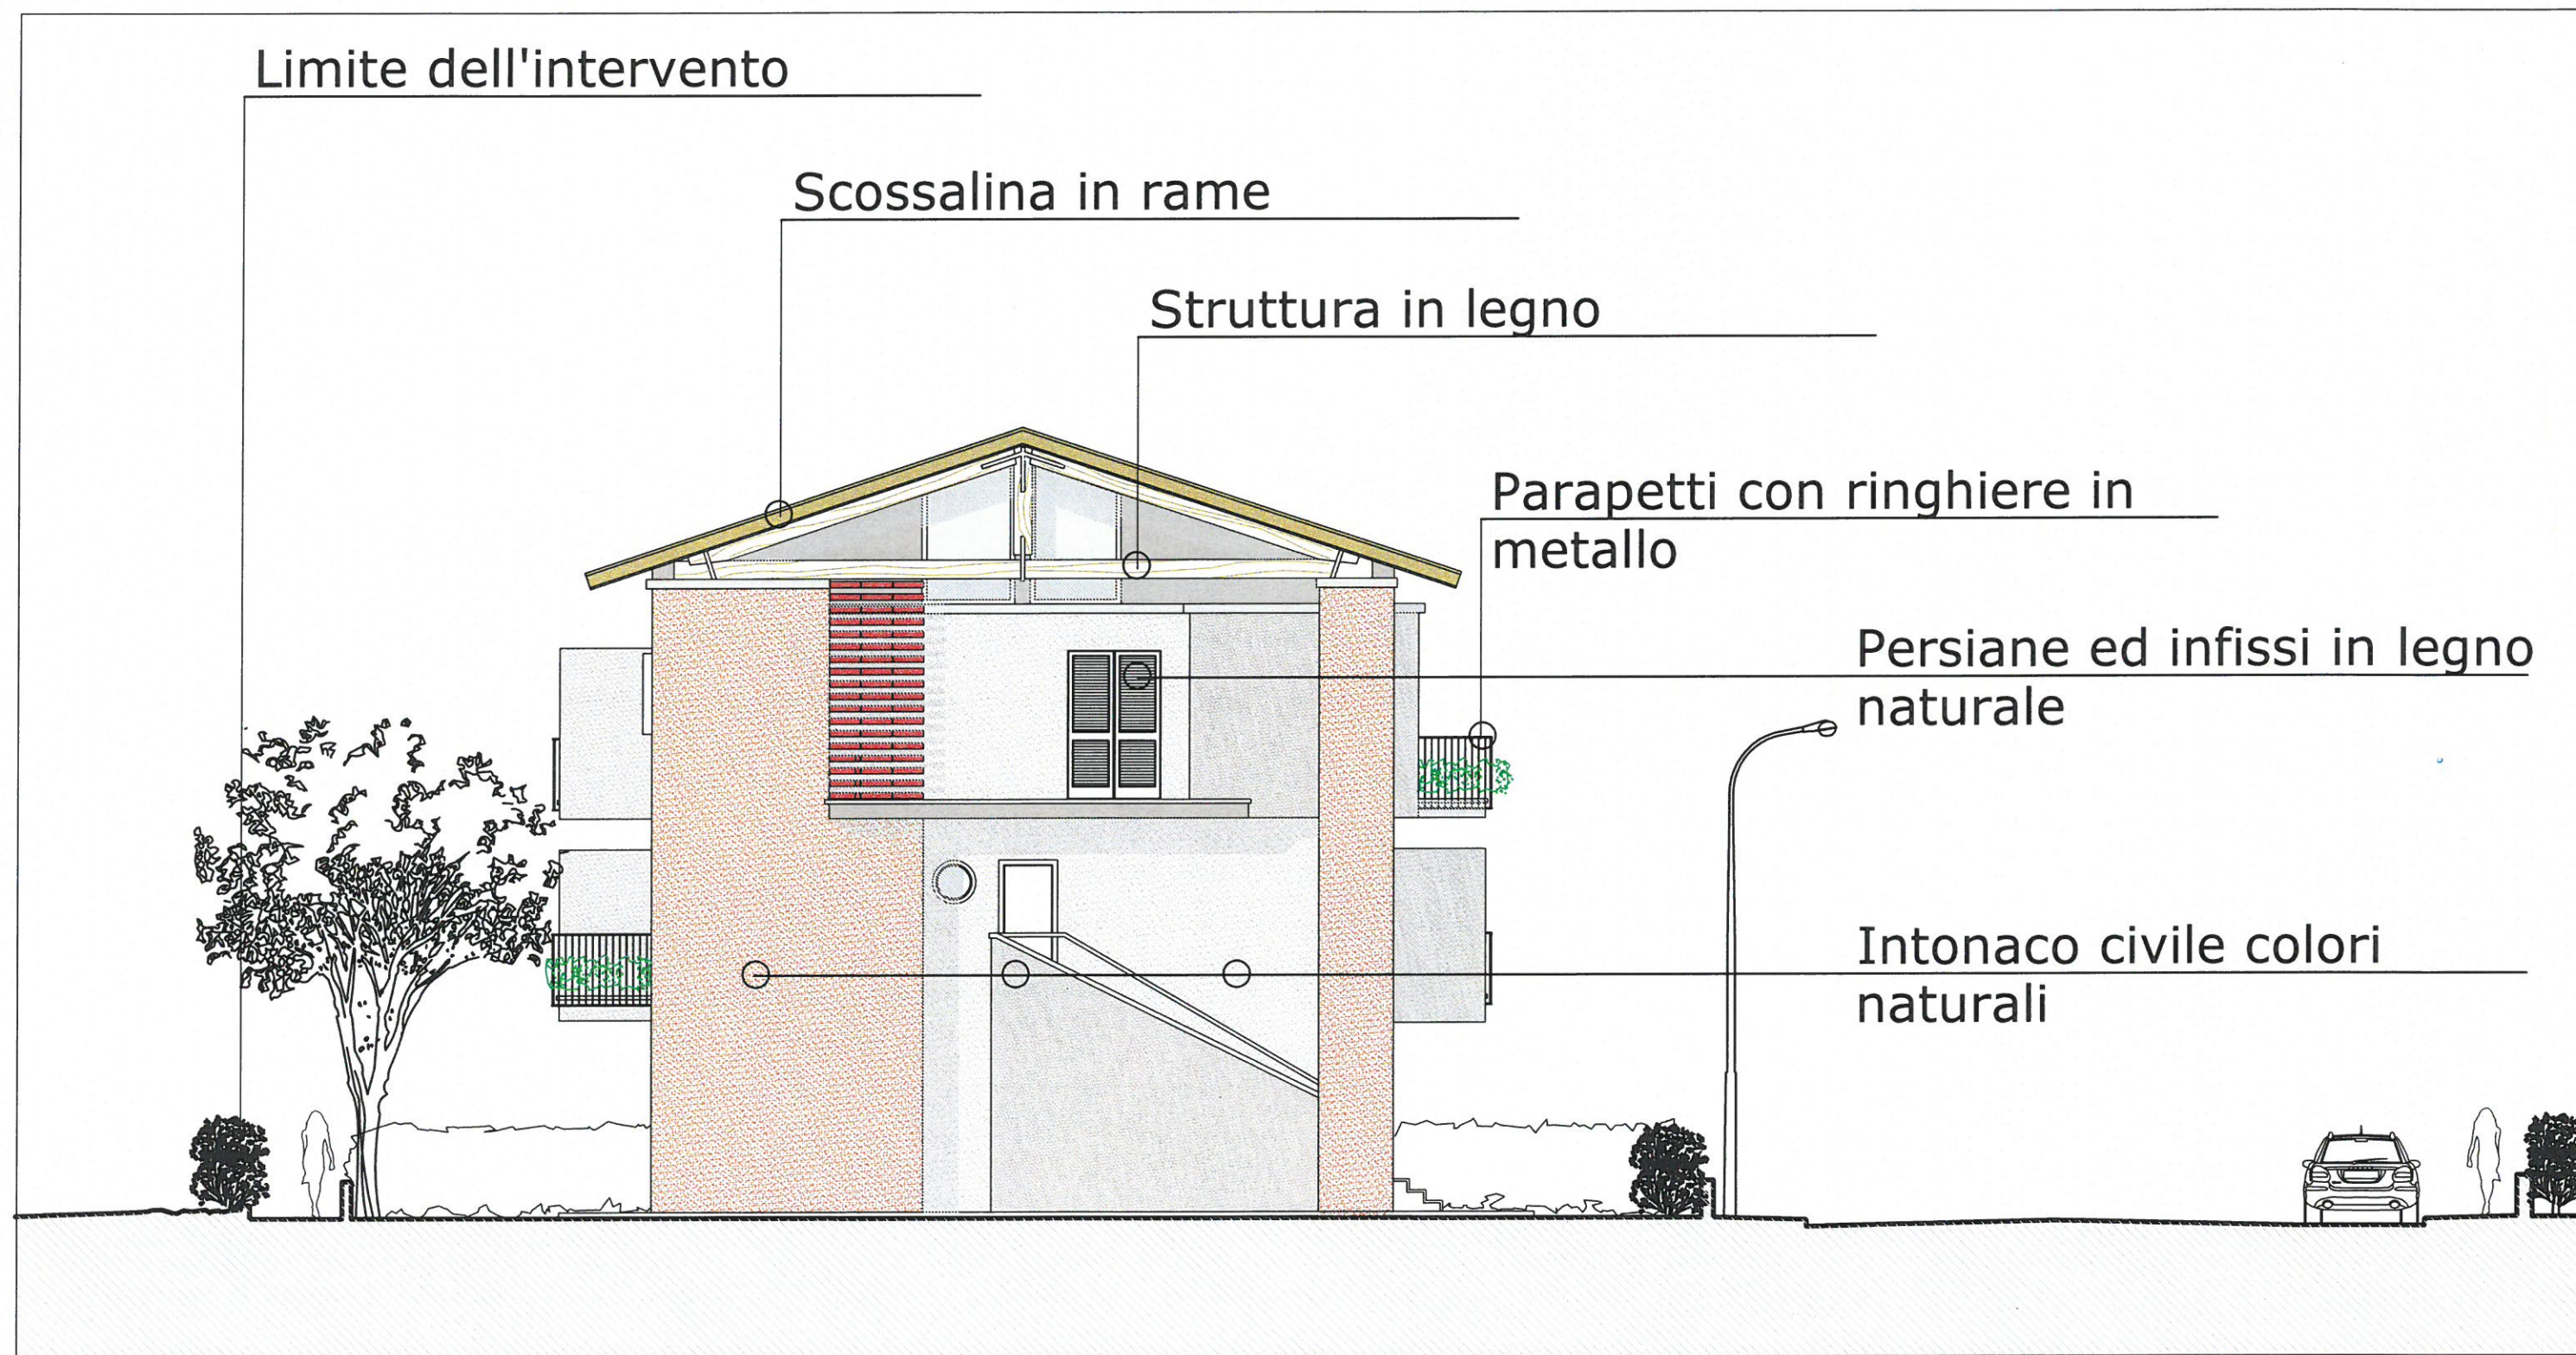 Limite dell'intervento
Scossalina in rame
Struttura in legno
Parapetti con ringhiere in
metallo
Persiane ed infissi in legno
naturale
Intonaco civile colori
naturali